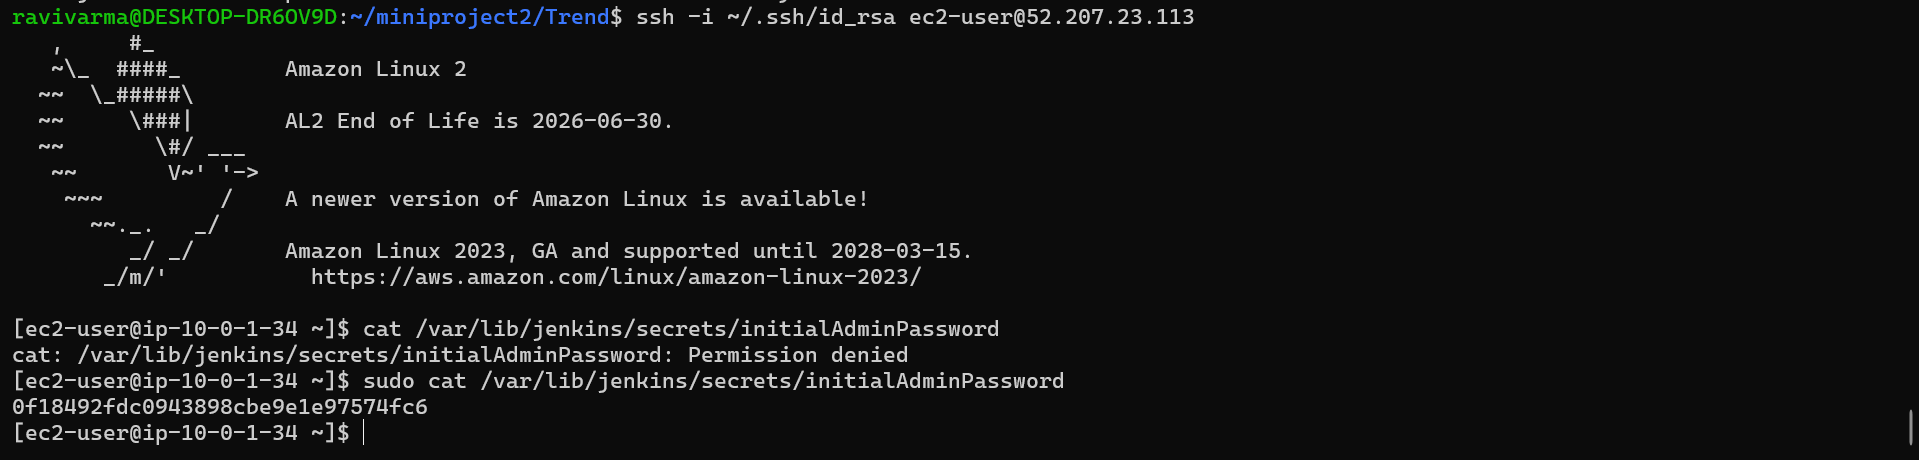 ravivarma@DESKTOP-DR6OV9D:~/miniproject2/Trend$ ssh -i ~/.ssh/id_rsa ec2-user@52.207.23.113
   ,     #_
   ~\_  ####_        Amazon Linux 2
  ~~  \_#####\
  ~~     \###|       AL2 End of Life is 2026-06-30.
  ~~       \#/ ___
   ~~       V~' '->
    ~~~         /    A newer version of Amazon Linux is available!
      ~~._.   _/
         _/ _/       Amazon Linux 2023, GA and supported until 2028-03-15.
       _/m/'           https://aws.amazon.com/linux/amazon-linux-2023/

[ec2-user@ip-10-0-1-34 ~]$ cat /var/lib/jenkins/secrets/initialAdminPassword
cat: /var/lib/jenkins/secrets/initialAdminPassword: Permission denied
[ec2-user@ip-10-0-1-34 ~]$ sudo cat /var/lib/jenkins/secrets/initialAdminPassword
0f18492fdc0943898cbe9e1e97574fc6
[ec2-user@ip-10-0-1-34 ~]$